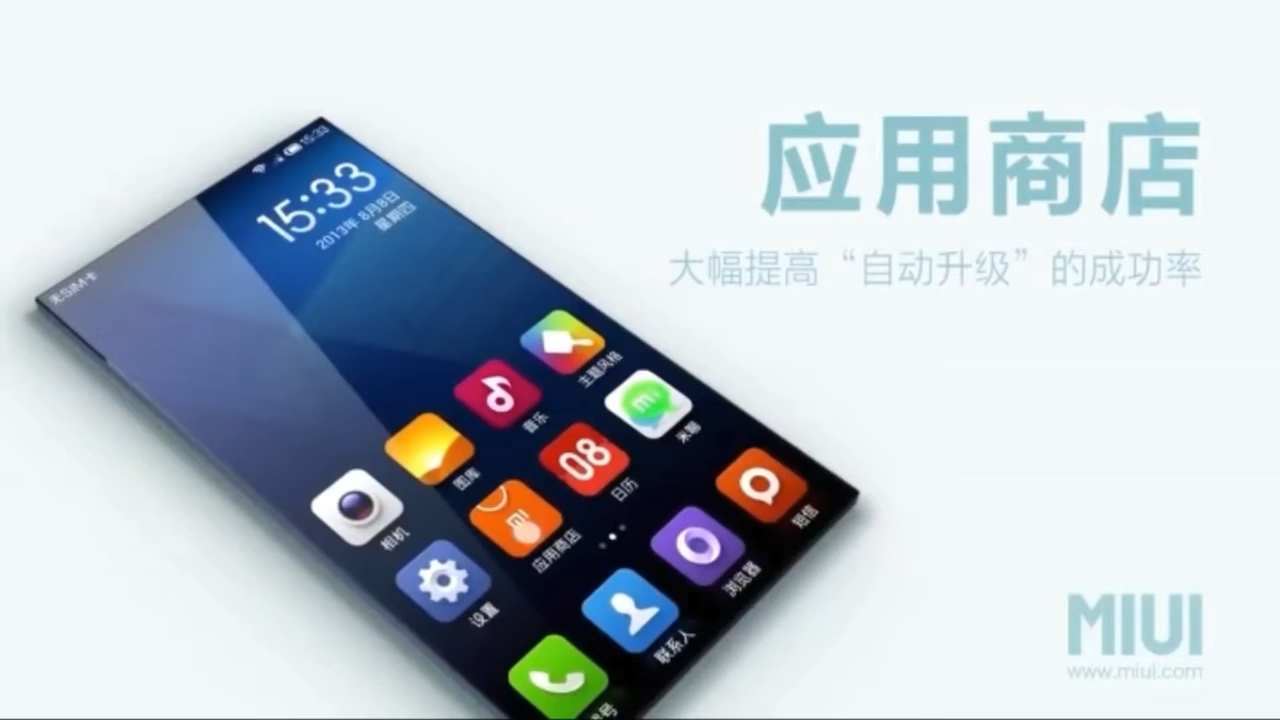 应用商店
大幅提高“自动升级”的成功率
15:33
无SIM卡
15:33
2013年 8月8日
星期四
主题风格
音乐
图库
相机
米聊
mi
08
日历
应用商店
设置
短信
浏览器
联系人
MIUI
www.miui.com